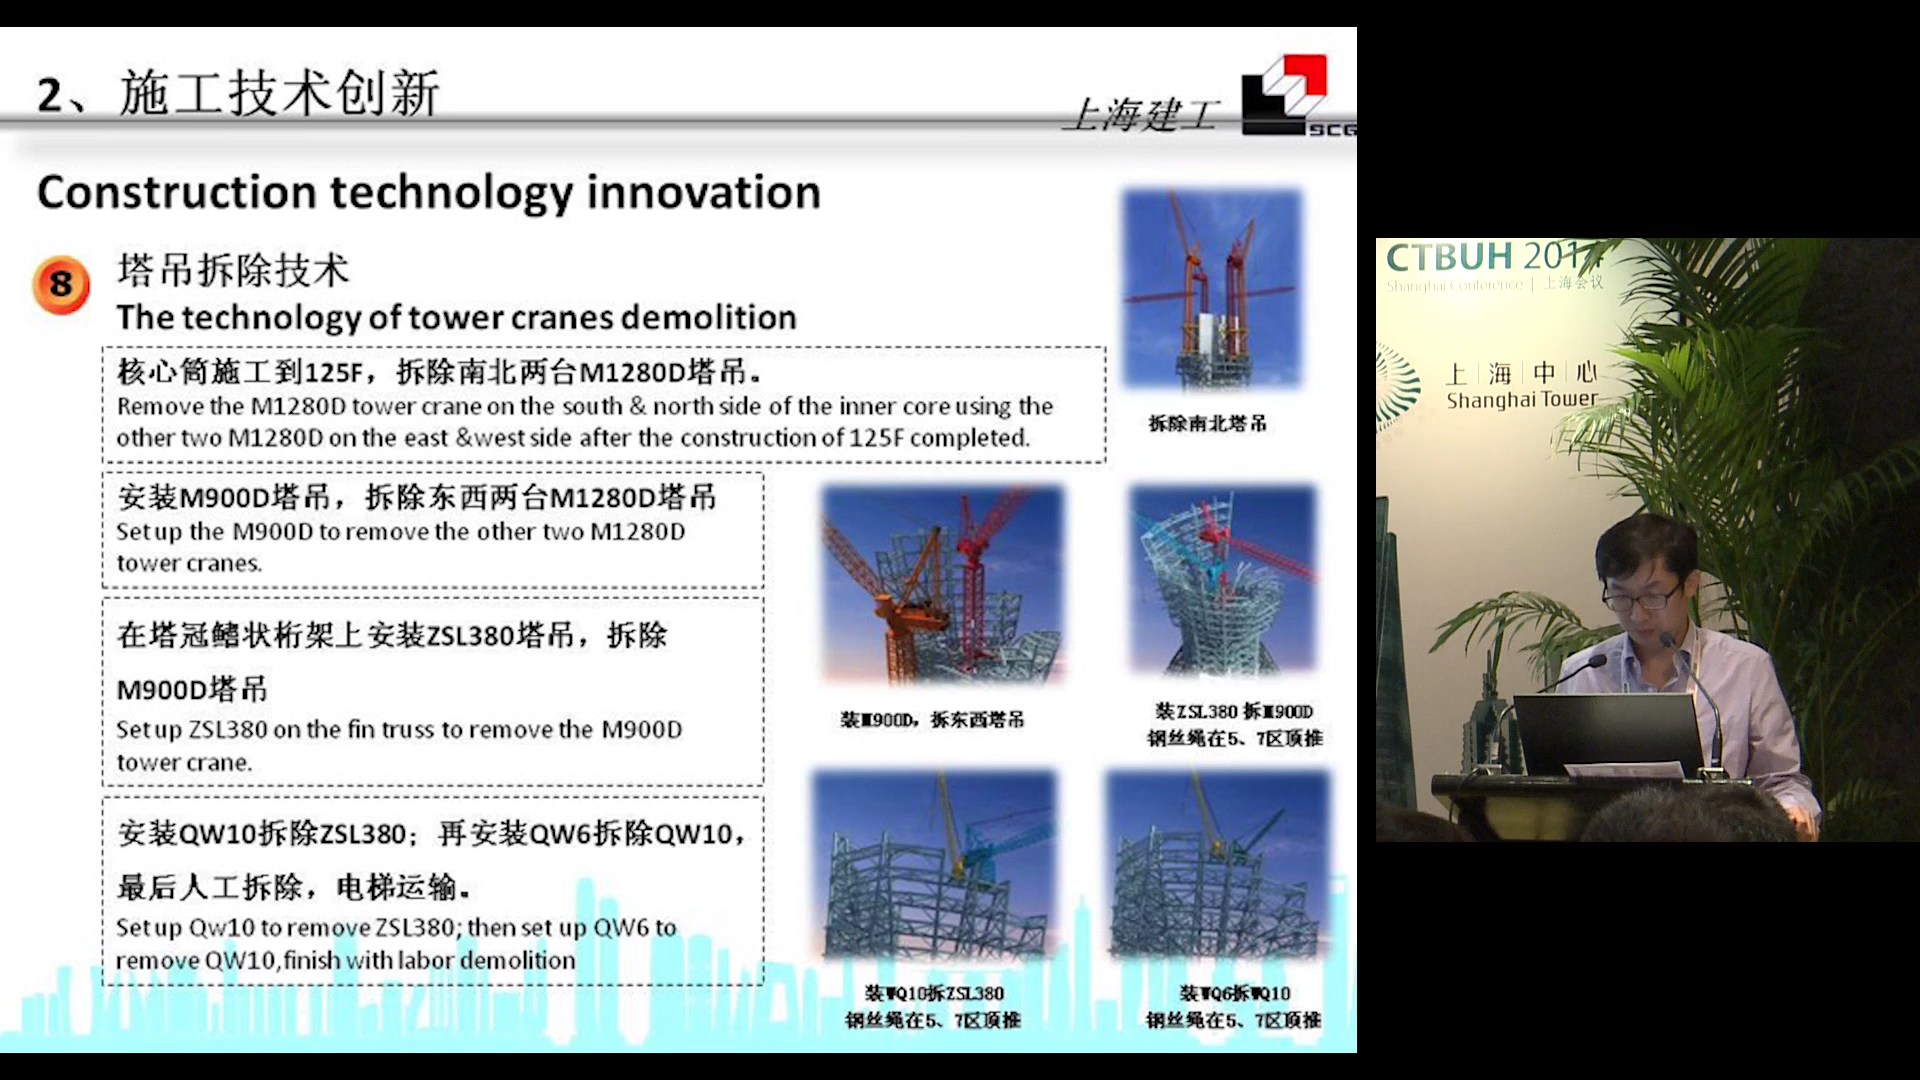 2、施工技术创新
上海建工
SCG
Construction technology innovation
8
塔吊拆除技术
The technology of tower cranes demolition
核心筒施工到125F，拆除南北两台M1280D塔吊。
Remove the M1280D tower crane on the south & north side of the inner core using the
other two M1280D on the east &west side after the construction of 125F completed.
拆除南北塔吊
安装M900D塔吊，拆除东西两台M1280D塔吊
Set up the M900D to remove the other two M1280D
tower cranes.
在塔冠鳍状桁架上安装ZSL380塔吊，拆除
M900D塔吊
Set up ZSL380 on the fin truss to remove the M900D
tower crane.
装M900D，拆东西塔吊
装ZSL380 拆M900D
钢丝绳在5、7区顶推
安装QW10拆除ZSL380；再安装QW6拆除QW10，
最后人工拆除，电梯运输。
Set up Qw10 to remove ZSL380; then set up QW6 to
remove QW10,finish with labor demolition
装WQ10拆ZSL380
钢丝绳在5、7区顶推
装WQ6拆WQ10
钢丝绳在5、7区顶推
CTBUH 2014
Shanghai Conference | 上海会议
上海中心
Shanghai Tower